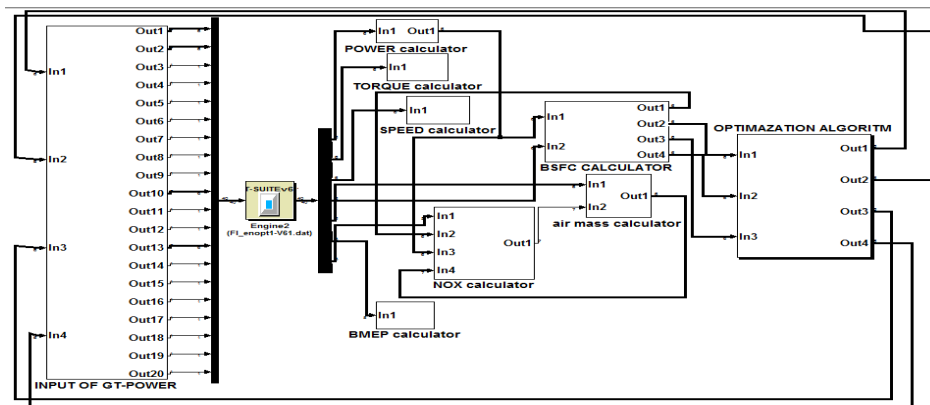 In1
In2
In3
In4
Out1
Out2
Out3
Out4
Out5
Out6
Out7
Out8
Out9
Out10
Out11
Out12
Out13
Out14
Out15
Out16
Out17
Out18
Out19
Out20
INPUT OF GT-POWER
T-SUITEv6
Engine2
(FI_enopt1-V61.dat)
In1 Out1
POWER calculator
In1
TORQUE calculator
In1
SPEED calculator
In1
In2
Out1
Out2
Out3
Out4
BSFC CALCULATOR
In1
In2
Out1
air mass calculator
In1
In2
In3
In4
Out1
NOX calculator
In1
BMEP calculator
OPTIMAZATION ALGORITM
In1
In2
In3
Out1
Out2
Out3
Out4